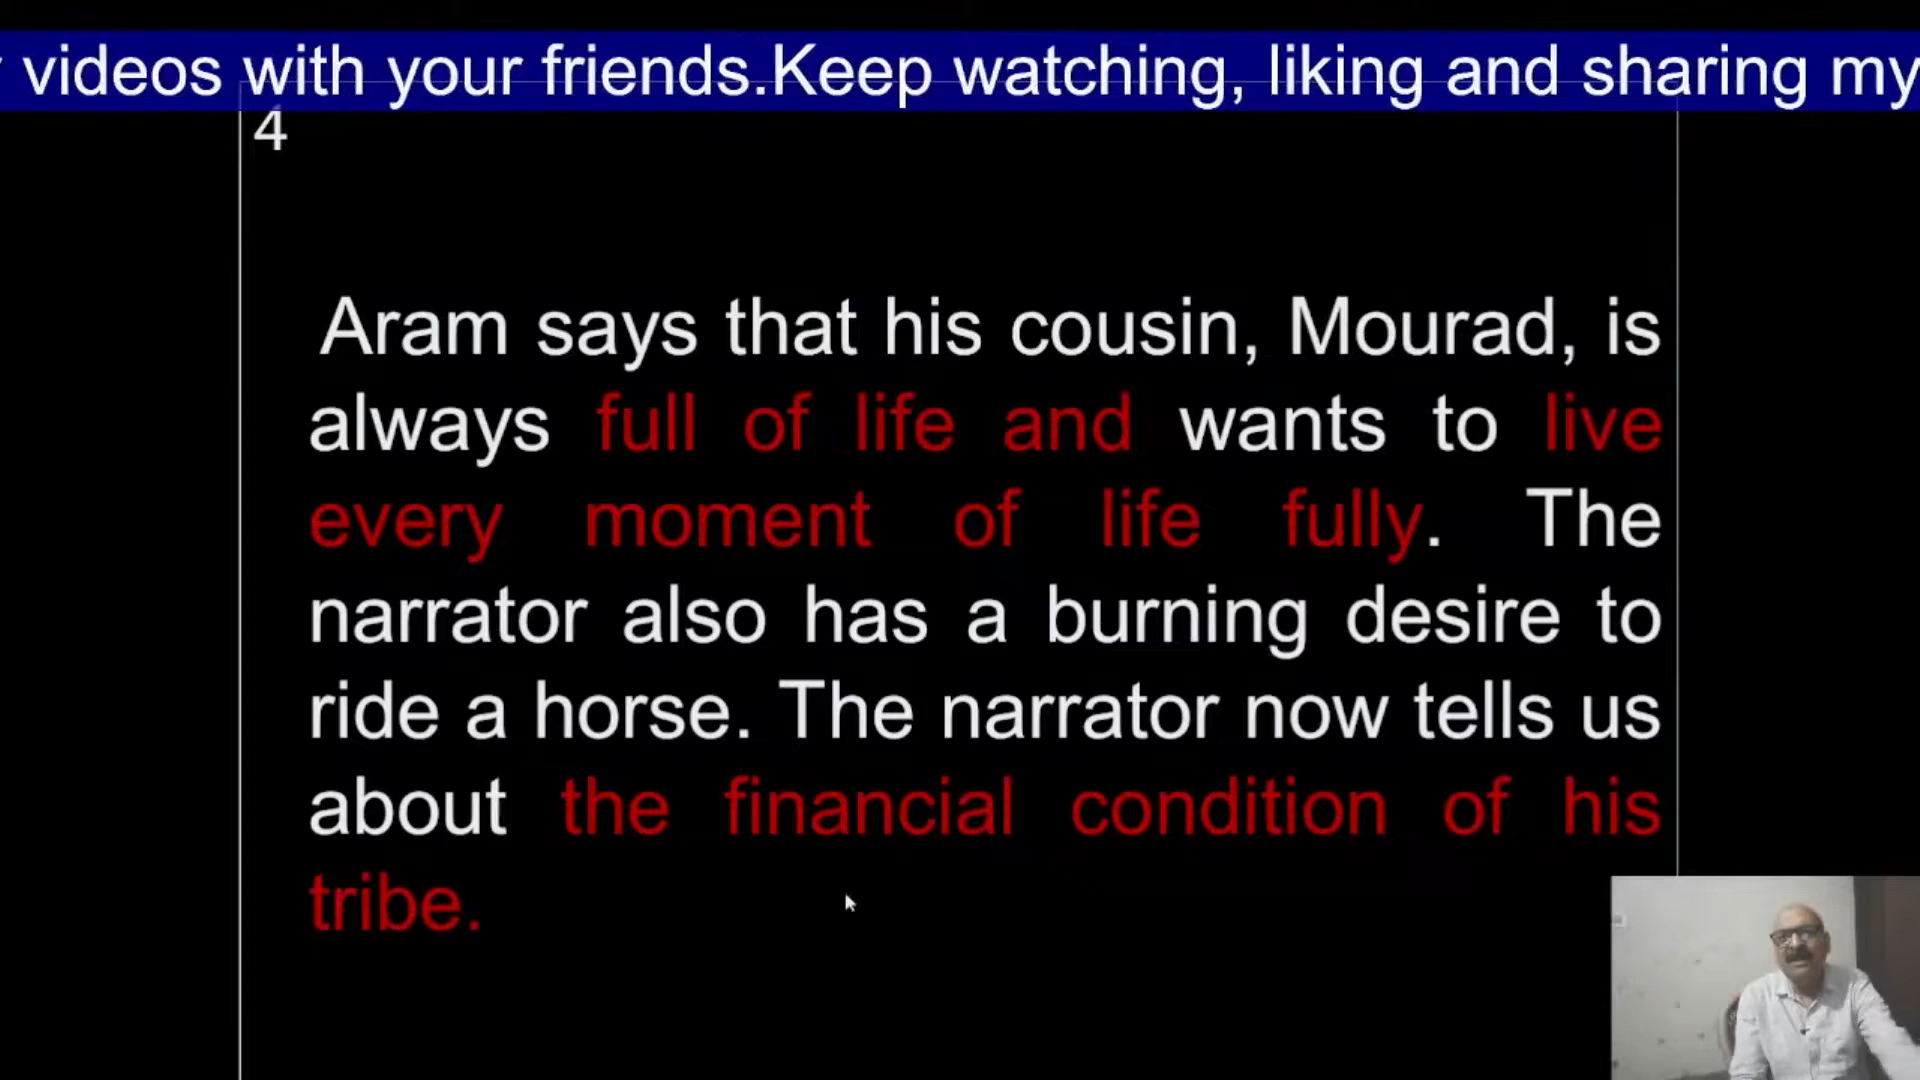 videos with your friends.Keep watching, liking and sharing my
4
Aram says that his cousin, Mourad, is
always full of life and wants to live
every moment of life fully. The
narrator also has a burning desire to
ride a horse. The narrator now tells us
about the financial condition of his
tribe.